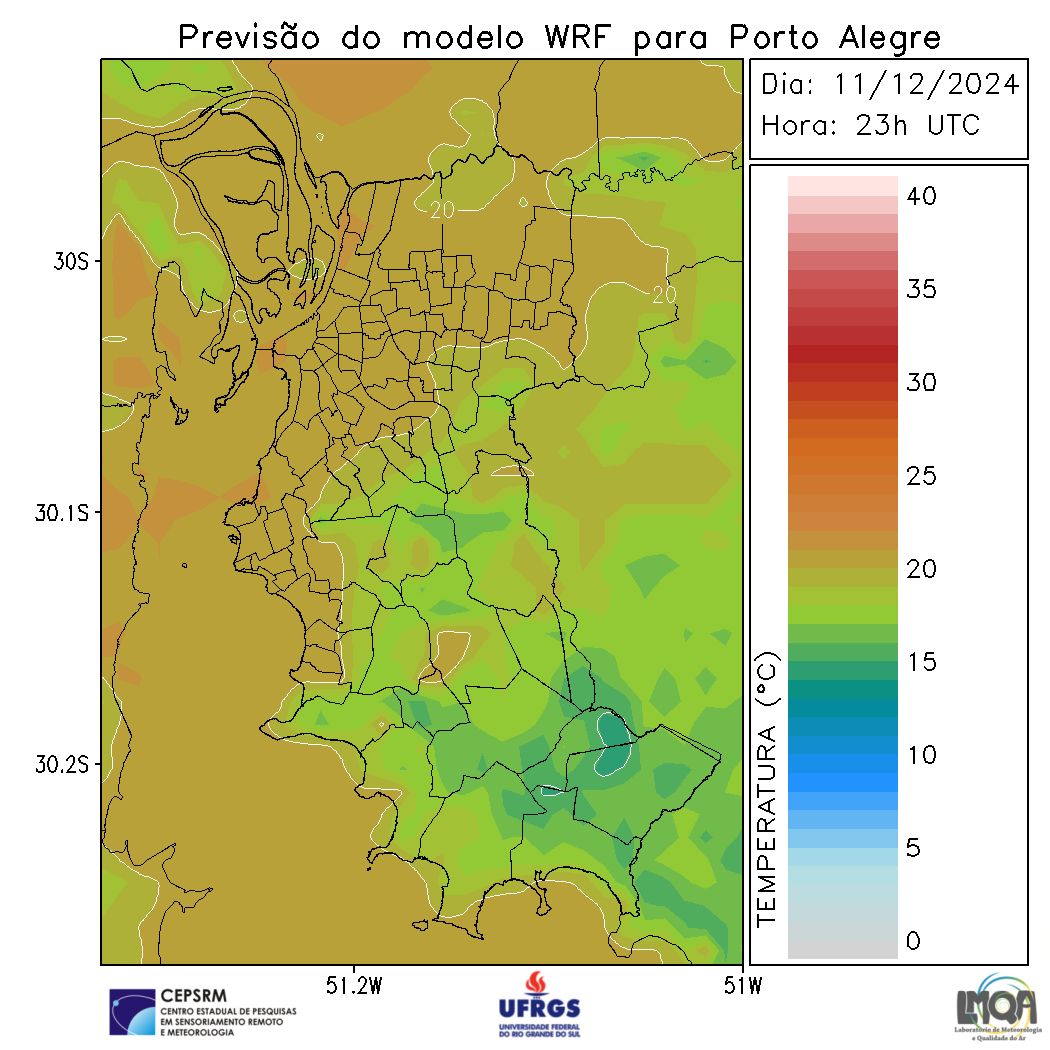 Previsão do modelo WRF para Porto Alegre
Dia: 11/12/2024
Hora: 23h UTC
20
20
30S
30.1S
30.2S
51.2W
51W
TEMPERATURA (°C)
40
35
30
25
20
15
10
5
0
CEPSRM
CENTRO ESTADUAL DE PESQUISAS
EM SENSORIAMENTO REMOTO
E METEOROLOGIA
UFRGS
UNIVERSIDADE FEDERAL
DO RIO GRANDE DO SUL
LMQA
Laboratório de Meteorologia
e Qualidade do Ar